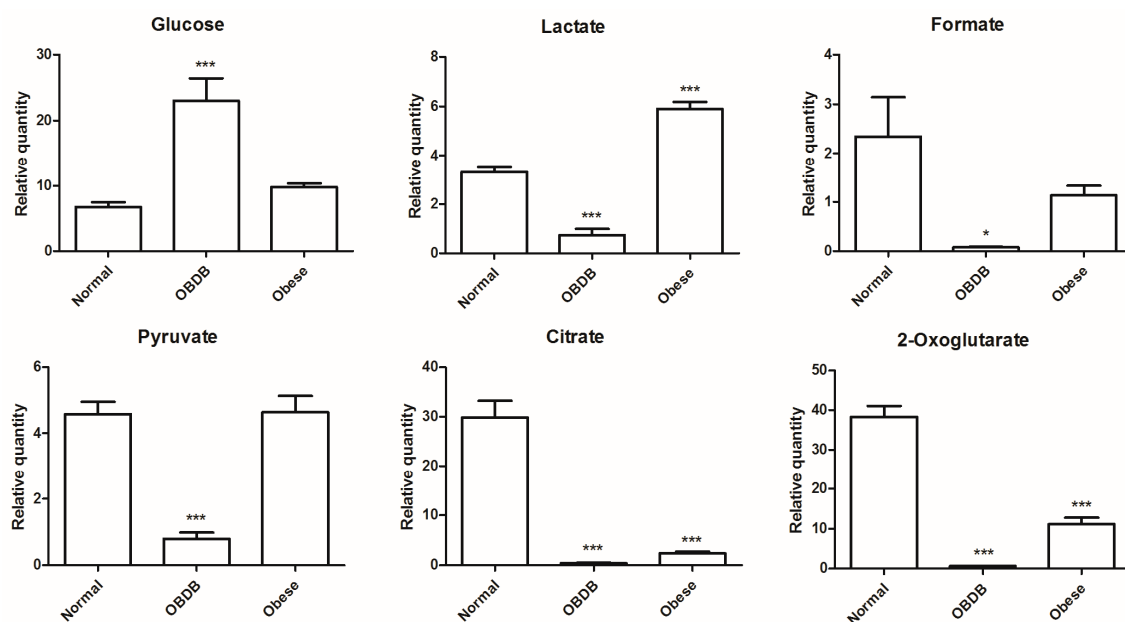 Glucose
Relative quantity
30
20
10
0
***
Normal
OBDB
Obese
Lactate
Relative quantity
8
6
4
2
0
***
***
Normal
OBDB
Obese
Formate
Relative quantity
4
3
2
1
0
*
Normal
OBDB
Obese
Pyruvate
Relative quantity
6
4
2
0
***
Normal
OBDB
Obese
Citrate
Relative quantity
40
30
20
10
0
***
***
Normal
OBDB
Obese
2-Oxoglutarate
Relative quantity
50
40
30
20
10
0
***
***
Normal
OBDB
Obese